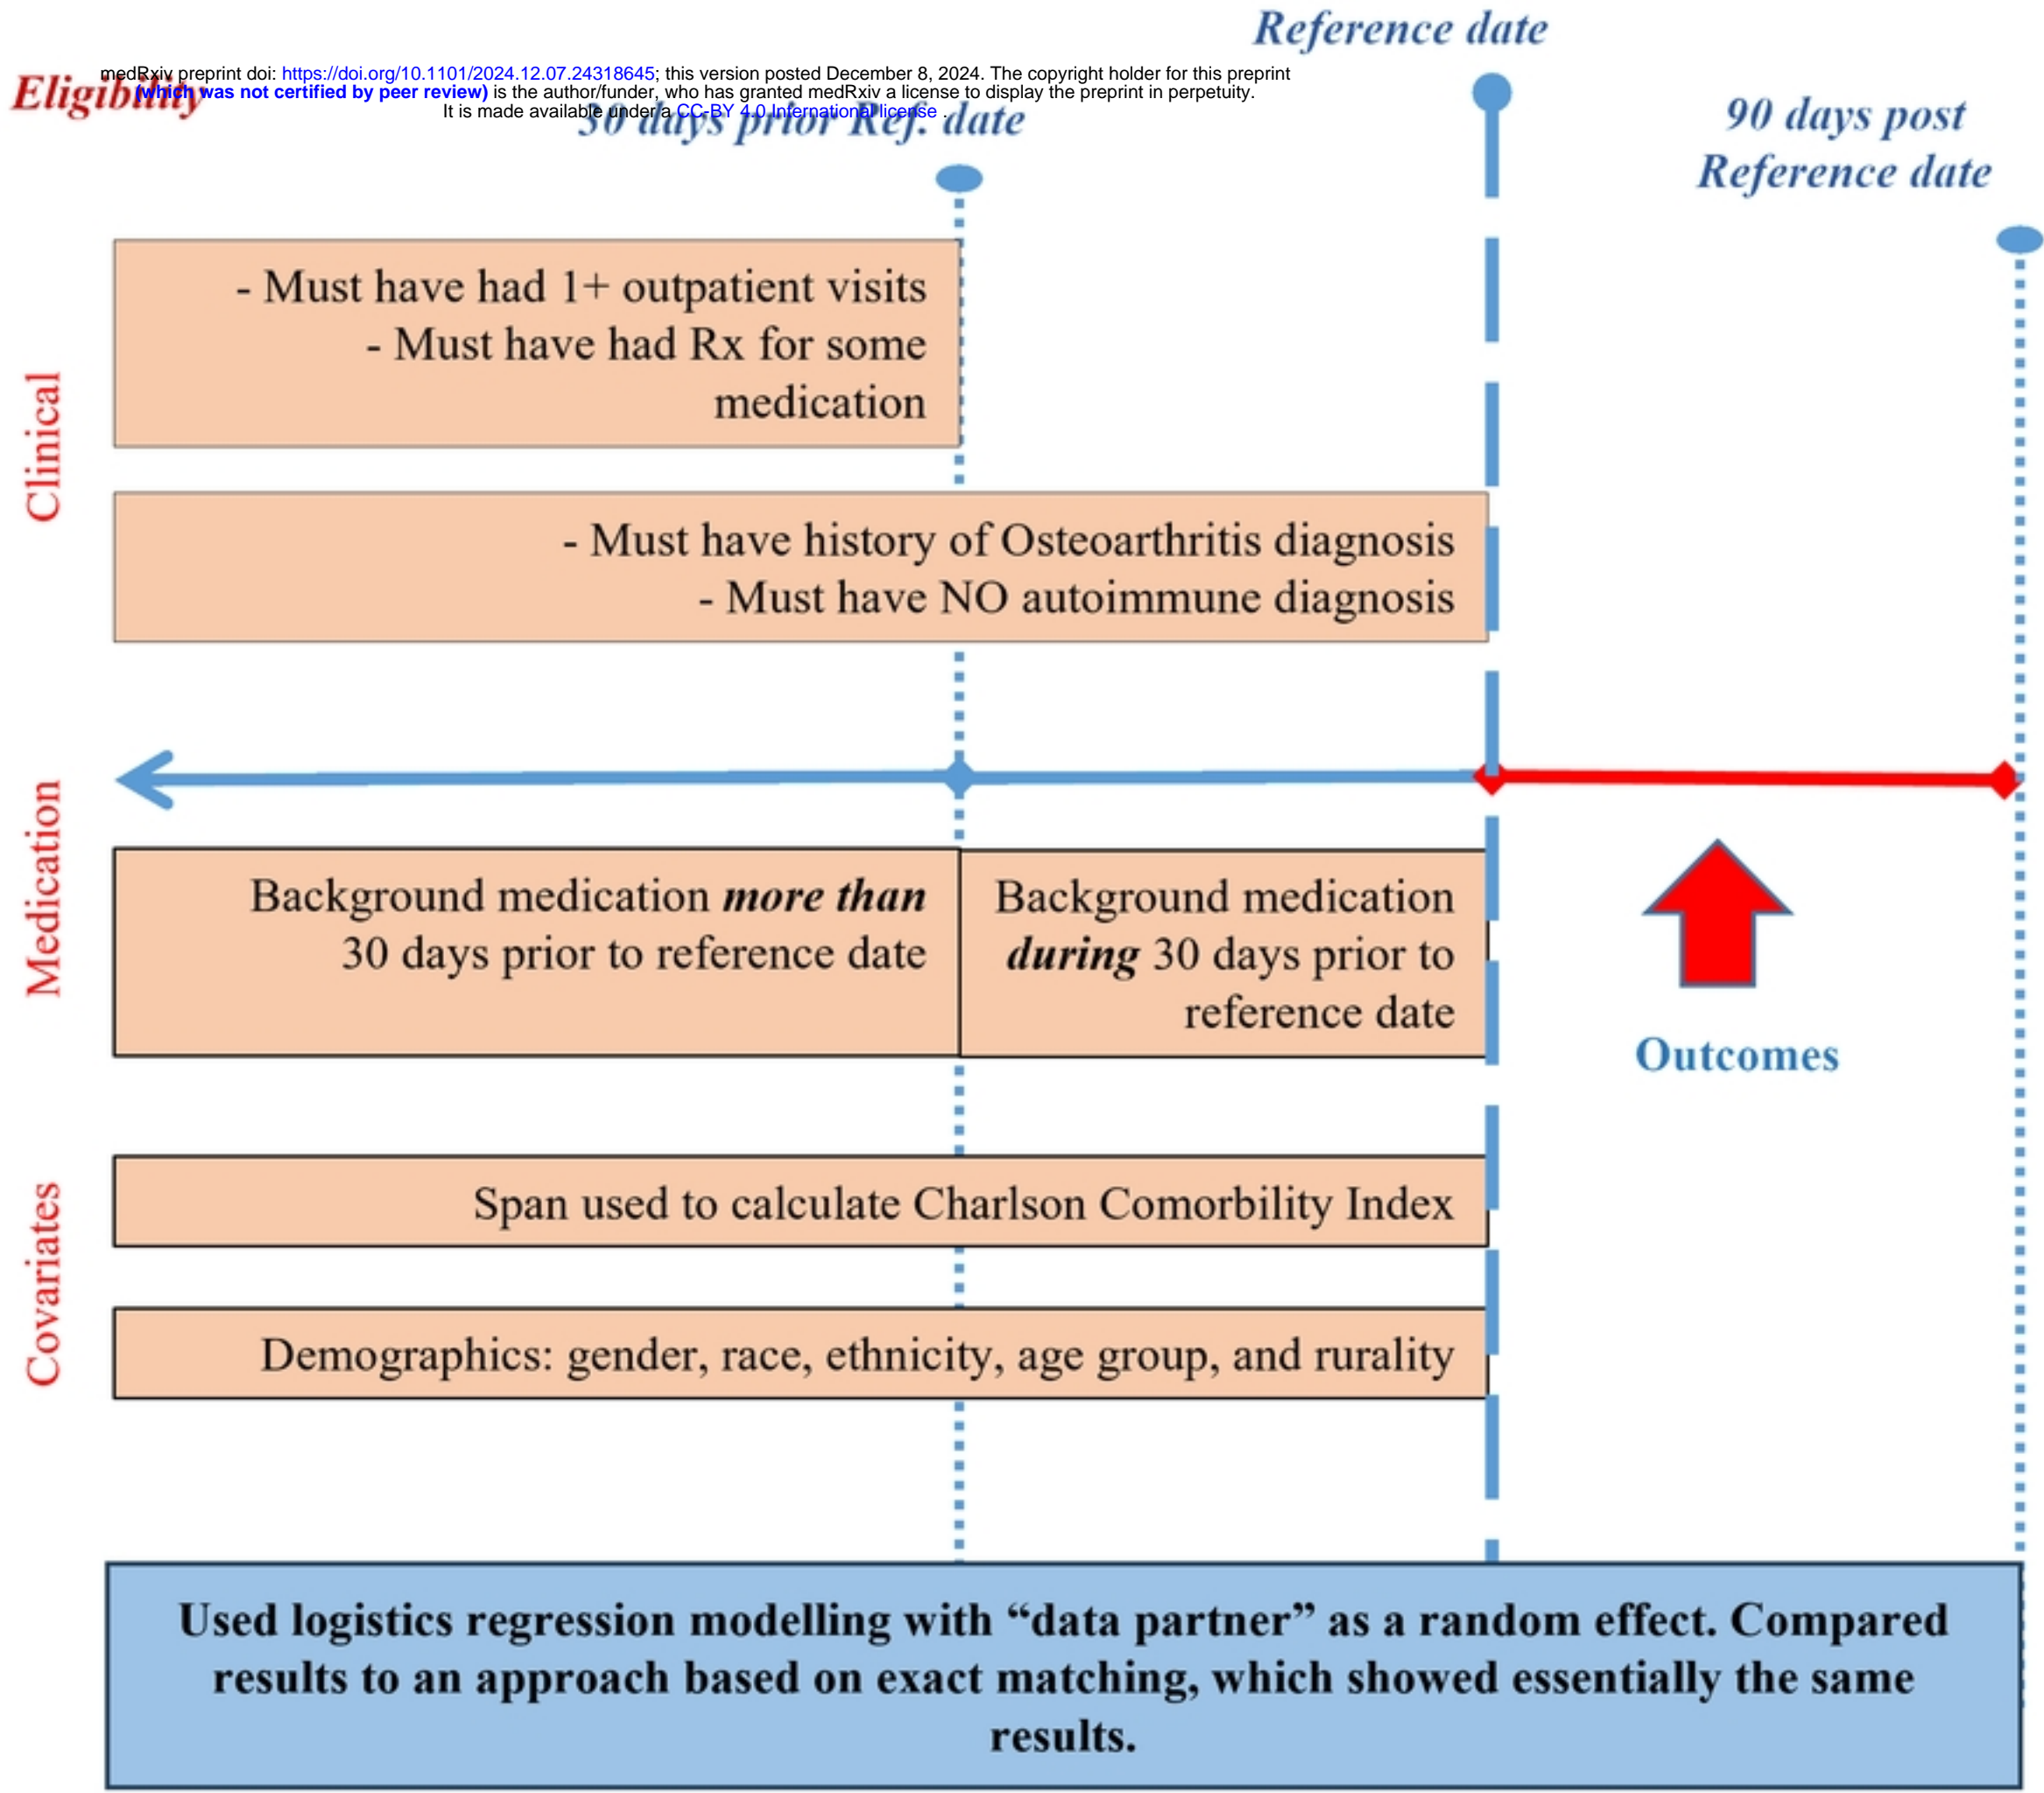 Reference date
medRxiv preprint doi: https://doi.org/10.1101/2024.12.07.24318645; this version posted December 8, 2024. The copyright holder for this preprint
(which was not certified by peer review) is the author/funder, who has granted medRxiv a license to display the preprint in perpetuity.
It is made available under a CC-BY 4.0 International license .
Eligibility
30 days prior Ref. date
90 days post
Reference date
Clinical
- Must have had 1+ outpatient visits
- Must have had Rx for some
medication
- Must have history of Osteoarthritis diagnosis
- Must have NO autoimmune diagnosis
Medication
Background medication more than
30 days prior to reference date
Background medication
during 30 days prior to
reference date
Outcomes
Covariates
Span used to calculate Charlson Comorbility Index
Demographics: gender, race, ethnicity, age group, and rurality
Used logistics regression modelling with “data partner” as a random effect. Compared
results to an approach based on exact matching, which showed essentially the same
results.